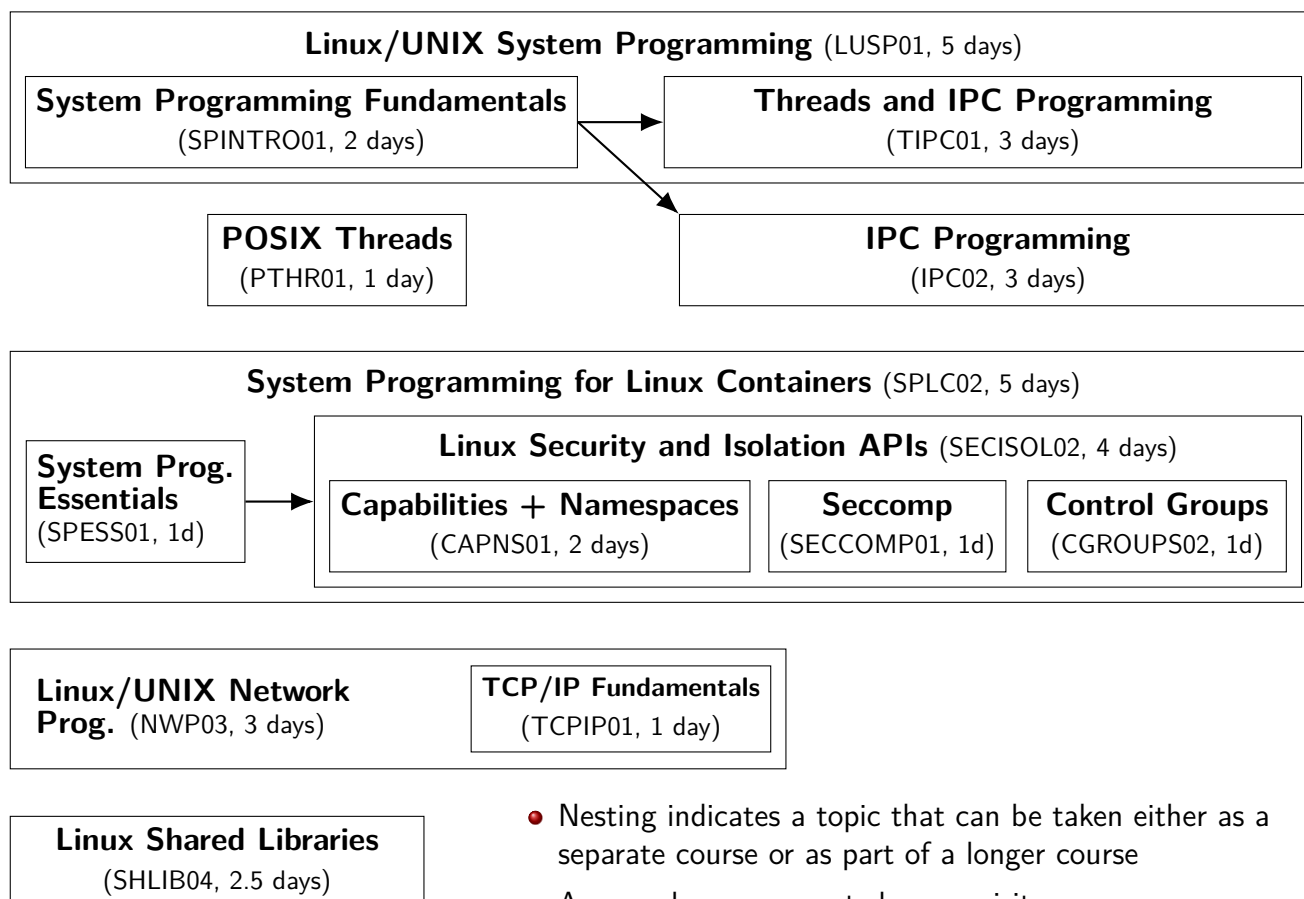 Linux/UNIX System Programming (LUSP01, 5 days)
System Programming Fundamentals
(SPINTRO01, 2 days)
Threads and IPC Programming
(TIPC01, 3 days)
POSIX Threads
(PTHR01, 1 day)
IPC Programming
(IPC02, 3 days)
System Programming for Linux Containers (SPLC02, 5 days)
System Prog.
Essentials
(SPESS01, 1d)
Linux Security and Isolation APIs (SECISOL02, 4 days)
Capabilities + Namespaces
(CAPNS01, 2 days)
Seccomp
(SECCOMP01, 1d)
Control Groups
(CGROUPS02, 1d)
Linux/UNIX Network
Prog. (NWP03, 3 days)
TCP/IP Fundamentals
(TCPIP01, 1 day)
Linux Shared Libraries
(SHLIB04, 2.5 days)
Nesting indicates a topic that can be taken either as a
separate course or as part of a longer course